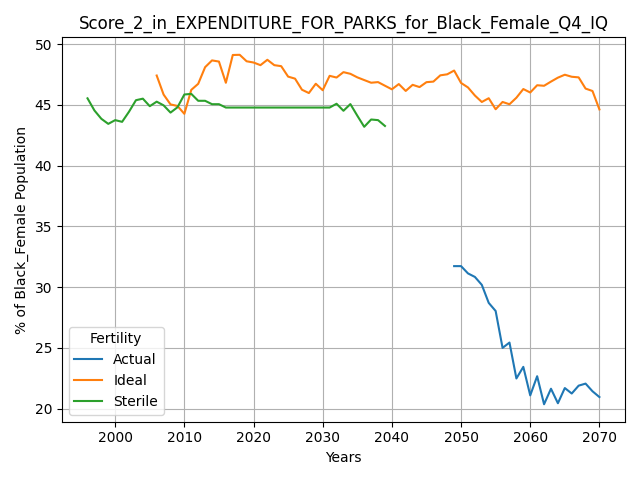 Score_2_in_EXPENDITURE_FOR_PARKS_for_Black_Female_Q4_IQ
% of Black_Female Population
50
45
40
35
30
25
20
Fertility
Actual
Ideal
Sterile
2000 2010 2020 2030 2040 2050 2060 2070
Years